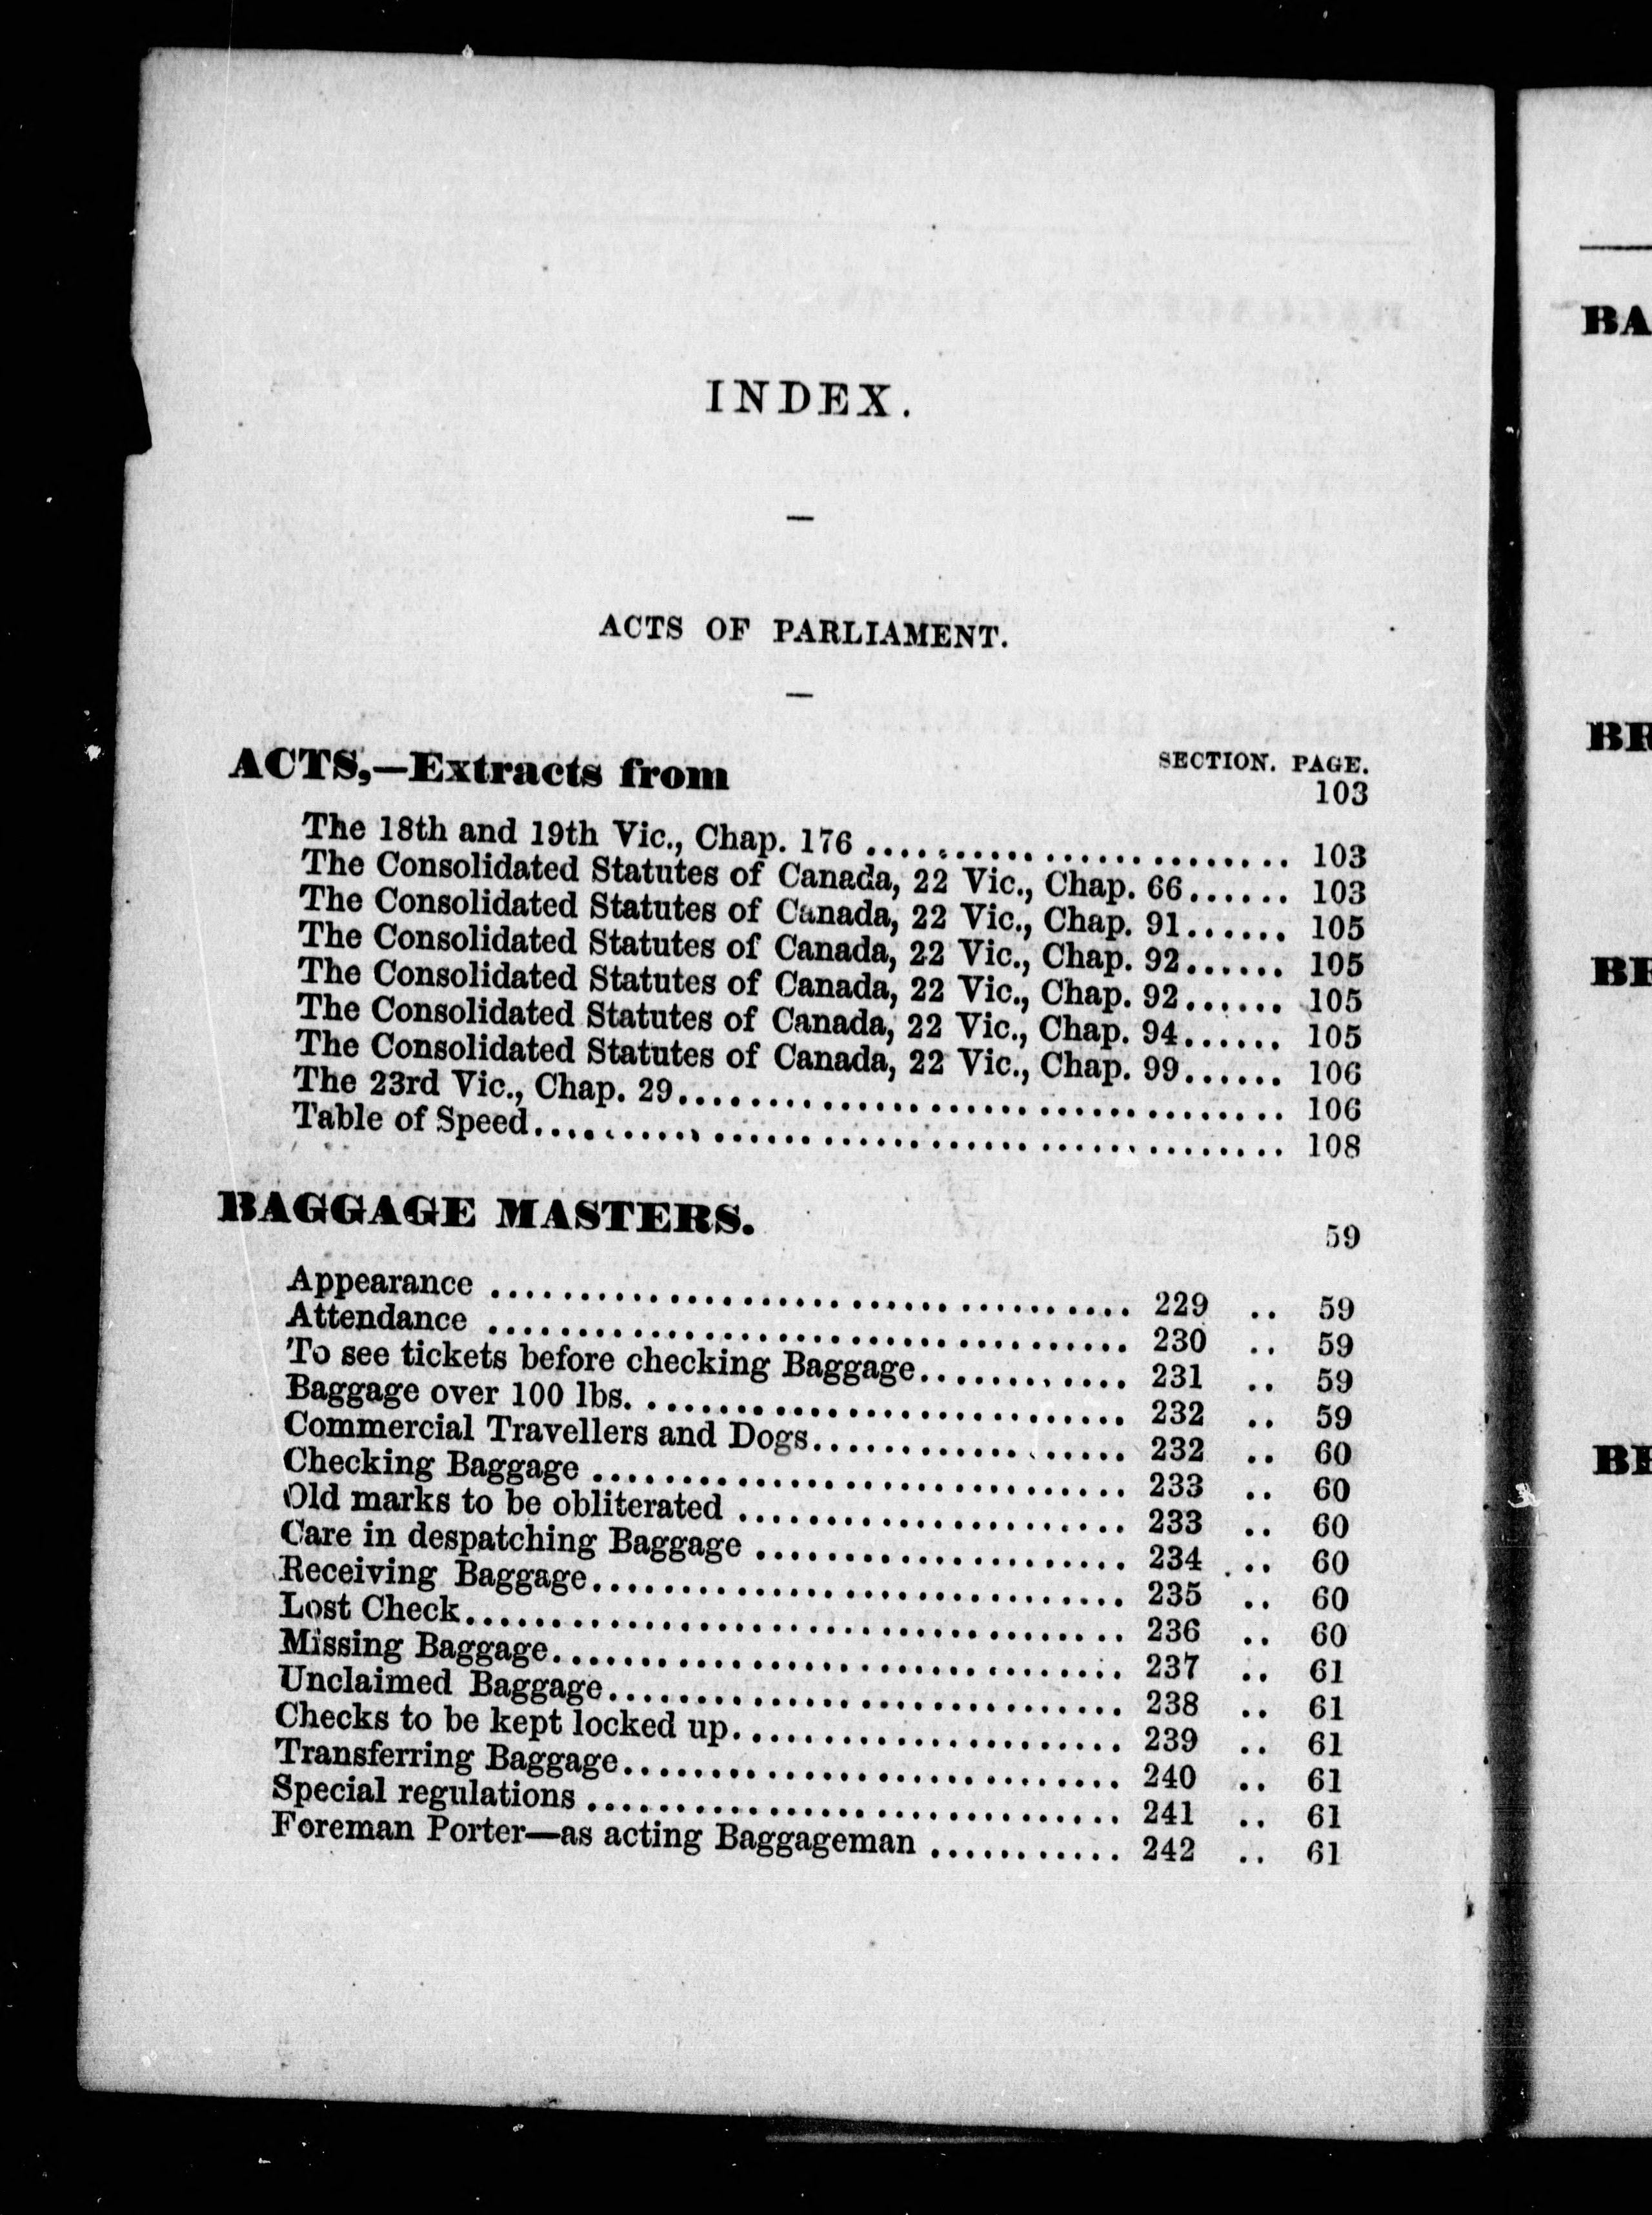 INDEX.
—
ACTS OF PARLIAMENT.
—
SECTION. PAGE.
ACTS,—Extracts from 103
The 18th and 19th Vic., Chap. 176 ........................ 103
The Consolidated Statutes of Canada, 22 Vic., Chap. 66...... 103
The Consolidated Statutes of Canada, 22 Vic., Chap. 91...... 105
The Consolidated Statutes of Canada, 22 Vic., Chap. 92...... 105
The Consolidated Statutes of Canada, 22 Vic., Chap. 92...... 105
The Consolidated Statutes of Canada, 22 Vic., Chap. 94...... 105
The Consolidated Statutes of Canada, 22 Vic., Chap. 99...... 106
The 23rd Vic., Chap. 29.................................. 106
Table of Speed.......................................... 108
BAGGAGE MASTERS. 59
Appearance .................................... 229 .. 59
Attendance .................................... 230 .. 59
To see tickets before checking Baggage............ 231 .. 59
Baggage over 100 lbs. ........................... 232 .. 59
Commercial Travellers and Dogs.................. 232 .. 60
Checking Baggage .............................. 233 .. 60
Old marks to be obliterated ...................... 233 .. 60
Care in despatching Baggage ..................... 234 .. 60
Receiving Baggage.............................. 235 .. 60
Lost Check..................................... 236 .. 60
Missing Baggage................................ 237 .. 61
Unclaimed Baggage............................. 238 .. 61
Checks to be kept locked up...................... 239 .. 61
Transferring Baggage............................ 240 .. 61
Special regulations .............................. 241 .. 61
Foreman Porter—as acting Baggageman ........... 242 .. 61
BA